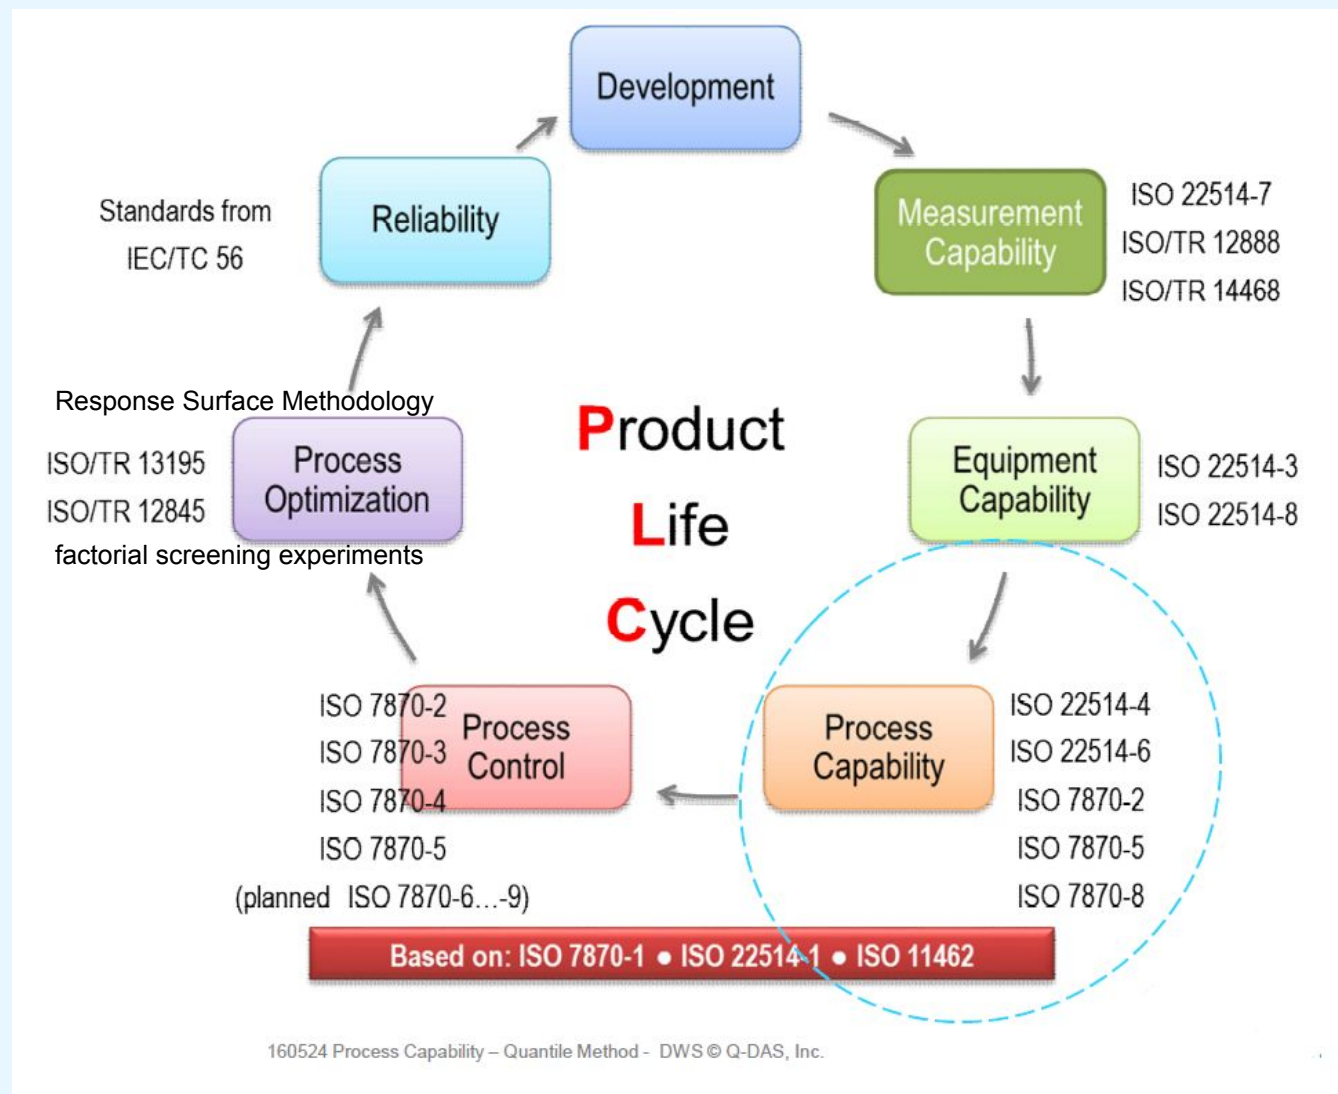 Development
Measurement
Capability
ISO 22514-7
ISO/TR 12888
ISO/TR 14468
Standards from
IEC/TC 56
Reliability
Response Surface Methodology
ISO/TR 13195
ISO/TR 12845
Process
Optimization
factorial screening experiments
Product
Life
Cycle
Equipment
Capability
ISO 22514-3
ISO 22514-8
ISO 7870-2
ISO 7870-3
ISO 7870-4
ISO 7870-5
(planned ISO 7870-6...-9)
Process
Control
Process
Capability
ISO 22514-4
ISO 22514-6
ISO 7870-2
ISO 7870-5
ISO 7870-8
Based on: ISO 7870-1 ● ISO 22514-1 ● ISO 11462
160524 Process Capability – Quantile Method - DWS © Q-DAS, Inc.